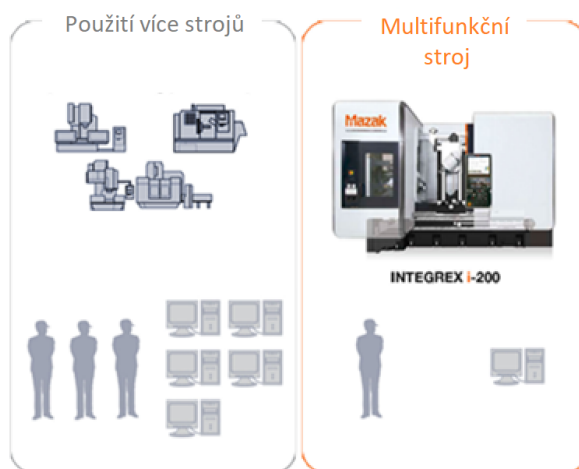 Použití více strojů
Multifunkční
stroj
Mazak
INTEGREX i-200